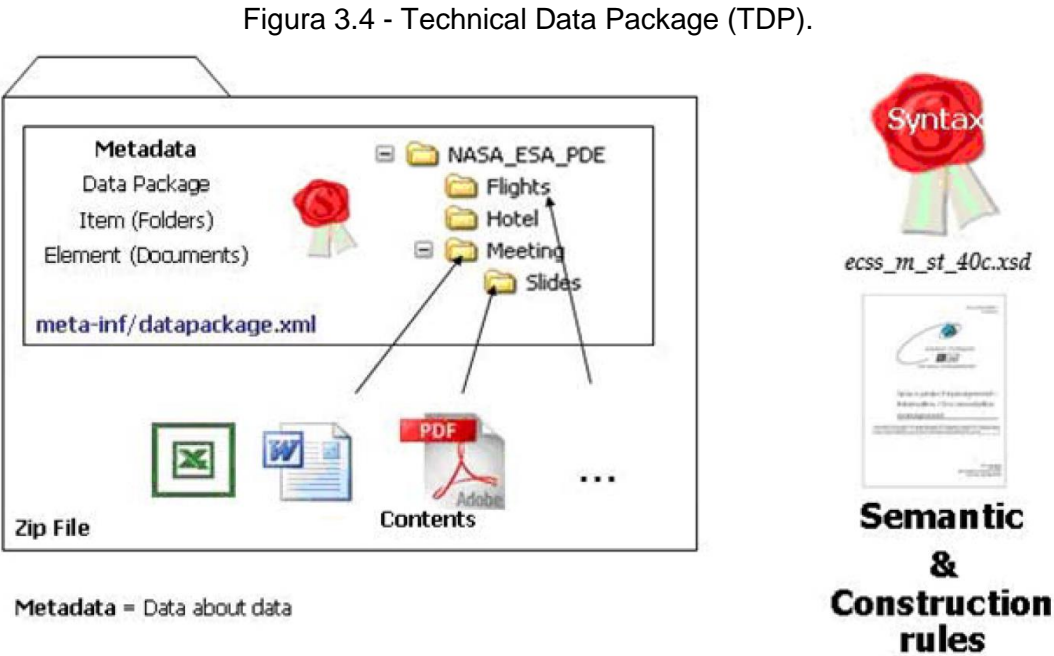 Figura 3.4 - Technical Data Package (TDP).
Metadata
Data Package
Item (Folders)
Element (Documents)
meta-inf/datapackage.xml
S
NASA_ESA_PDE
Flights
Hotel
Meeting
Slides
W
PDF
Adobe
...
Contents
Zip File
Metadata = Data about data
Syntax
ecss_m_st_40c.xsd
Semantic
&
Construction
rules